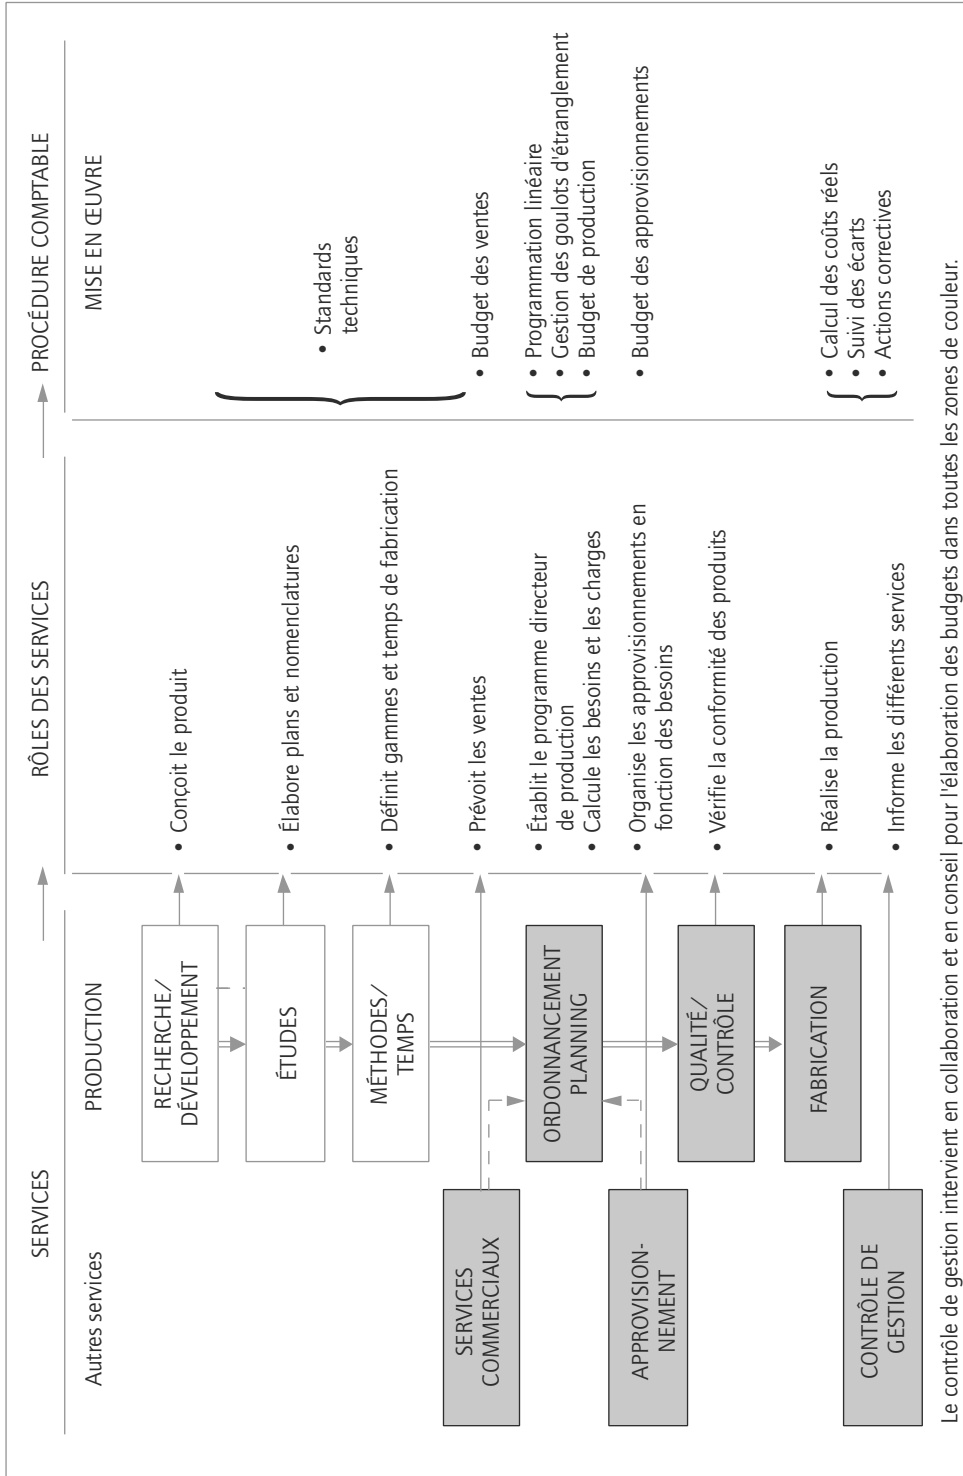 SERVICES
RÔLES DES SERVICES
PROCÉDURE COMPTABLE
Autres services
PRODUCTION
MISE EN ŒUVRE
RECHERCHE/
DÉVELOPPEMENT
• Conçoit le produit
ÉTUDES
• Élabore plans et nomenclatures
• Standards
techniques
MÉTHODES/
TEMPS
• Définit gammes et temps de fabrication
SERVICES
COMMERCIAUX
• Prévoit les ventes
• Budget des ventes
ORDONNANCEMENT
PLANNING
• Établit le programme directeur
de production
• Calcule les besoins et les charges
• Programmation linéaire
• Gestion des goulots d'étranglement
• Budget de production
APPROVISION-
NEMENT
• Organise les approvisionnements en
fonction des besoins
• Budget des approvisionnements
QUALITÉ/
CONTRÔLE
• Vérifie la conformité des produits
FABRICATION
• Réalise la production
• Calcul des coûts réels
• Suivi des écarts
• Actions correctives
CONTRÔLE DE
GESTION
• Informe les différents services
Le contrôle de gestion intervient en collaboration et en conseil pour l'élaboration des budgets dans toutes les zones de couleur.